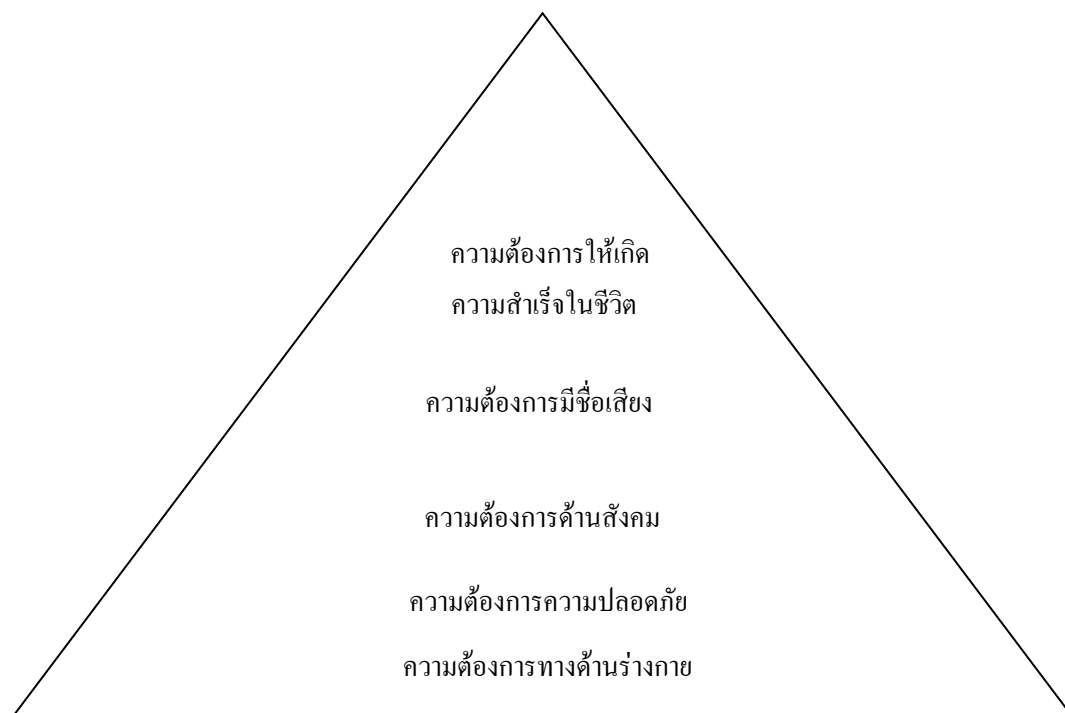 ความต้องการให้เกิด
ความสำเร็จในชีวิต
ความต้องการมีชื่อเสียง
ความต้องการด้านสังคม
ความต้องการความปลอดภัย
ความต้องการทางด้านร่างกาย